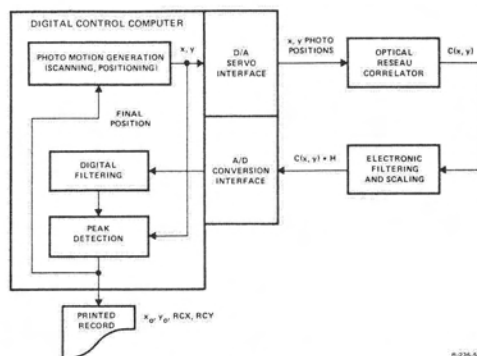 DIGITAL CONTROL COMPUTER
PHOTO MOTION GENERATION
(SCANNING, POSITIONING)
x, y
D/A
SERVO
INTERFACE
x, y PHOTO
POSITIONS
OPTICAL
RESEAU
CORRELATOR
C(x, y)
FINAL
POSITION
DIGITAL
FILTERING
A/D
CONVERSION
INTERFACE
C(x, y) * H
ELECTRONIC
FILTERING
AND SCALING
PEAK
DETECTION
PRINTED
RECORD
x₀, y₀, RCX, RCY